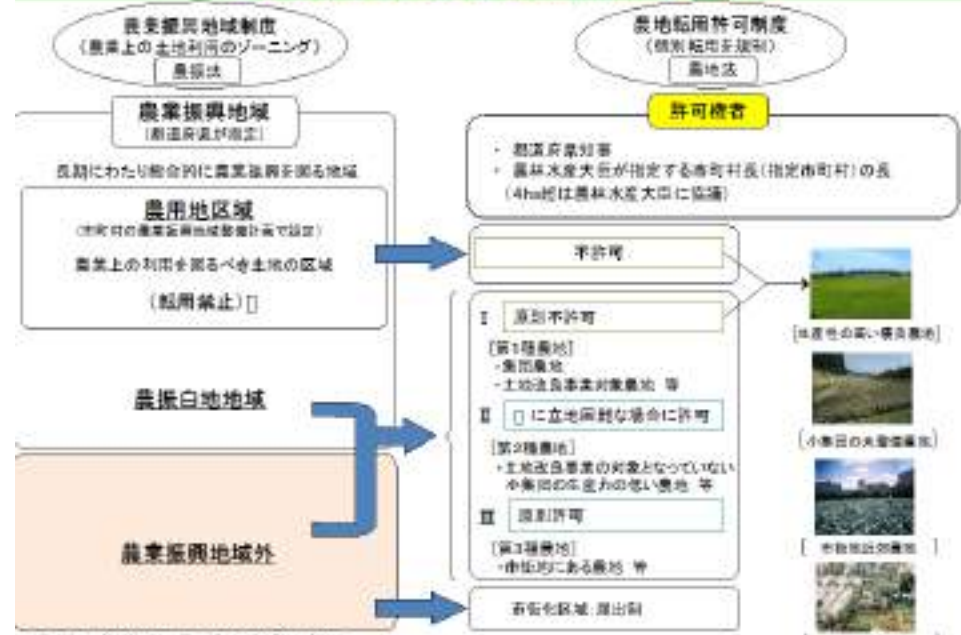 農業振興地域制度
(農業上の土地利用のゾーニング)
農振法
農業振興地域
(都道府県が指定)
長期にわたり総合的に農業振興を図る地域
農用地区域
(市町村の農業振興地域整備計画で設定)
農業上の利用を図るべき土地の区域
(転用禁止)
農振白地地域
農業振興地域外
農地転用許可制度
(個別転用を規制)
農地法
許可権者
・ 都道府県知事
・ 農林水産大臣が指定する市町村長(指定市町村)の長
(4ha超は農林水産大臣に協議)
不許可
Ⅰ 原則不許可
[第1種農地]
・集団農地
・土地改良事業対象農地 等
Ⅱ に立地困難な場合に許可
[第2種農地]
・土地改良事業の対象となっていない
小集団の生産力の低い農地 等
Ⅲ 原則許可
[第3種農地]
・市街地にある農地 等
市街化区域:届出制
[生産性の高い優良農地]
[小集団の未整備農地]
[ 市街地近郊農地 ]